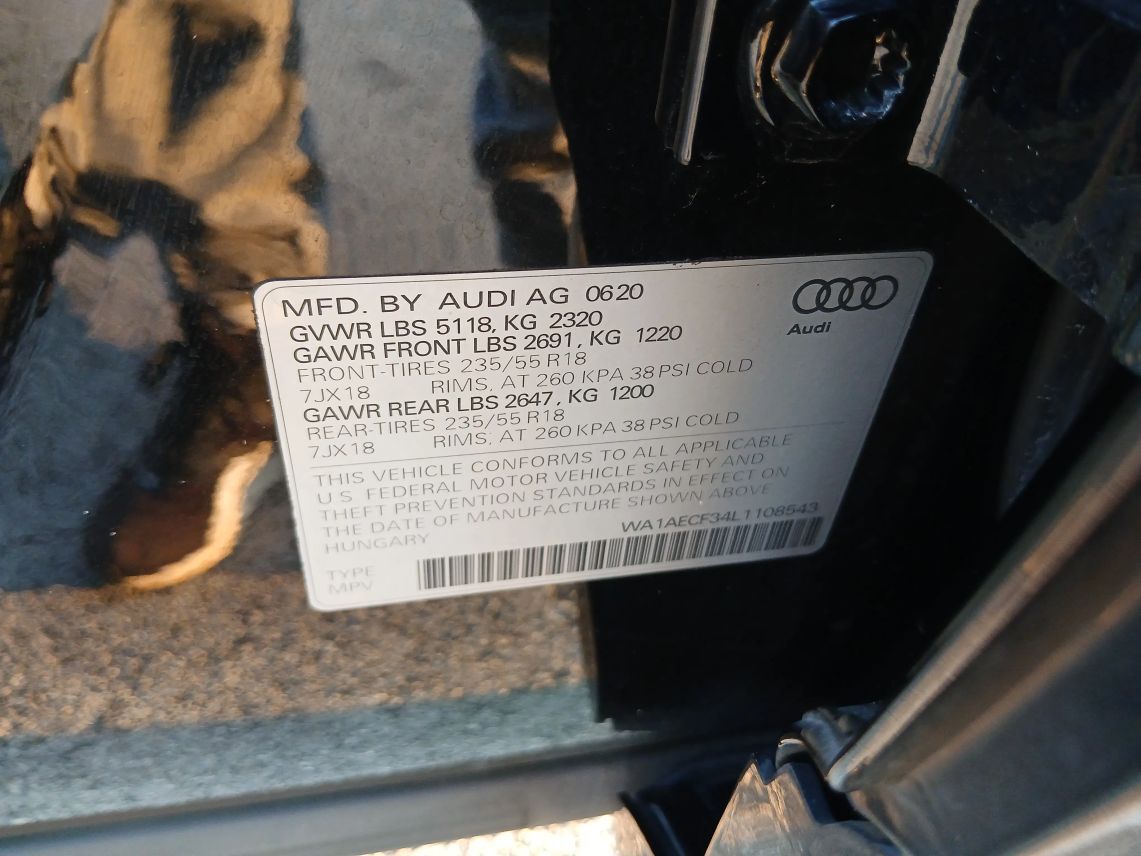 MFD. BY AUDI AG 0620
GVWR LBS 5118, KG 2320
GAWR FRONT LBS 2691, KG 1220
FRONT-TIRES 235/55 R18
7JX18 RIMS, AT 260 KPA 38 PSI COLD
GAWR REAR LBS 2647, KG 1200
REAR-TIRES 235/55 R18
7JX18 RIMS, AT 260 KPA 38 PSI COLD
THIS VEHICLE CONFORMS TO ALL APPLICABLE
U S FEDERAL MOTOR VEHICLE SAFETY AND
THEFT PREVENTION STANDARDS IN EFFECT ON
THE DATE OF MANUFACTURE SHOWN ABOVE
HUNGARY
WA1AECF34L1108543
TYPE
MPV
Audi